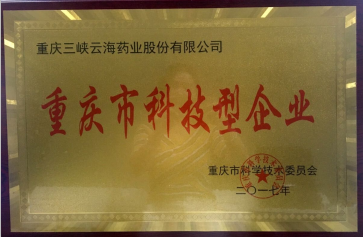 重庆三峡云海药业股份有限公司
重庆市科技型企业
重庆市科学技术委员会
二〇一七年